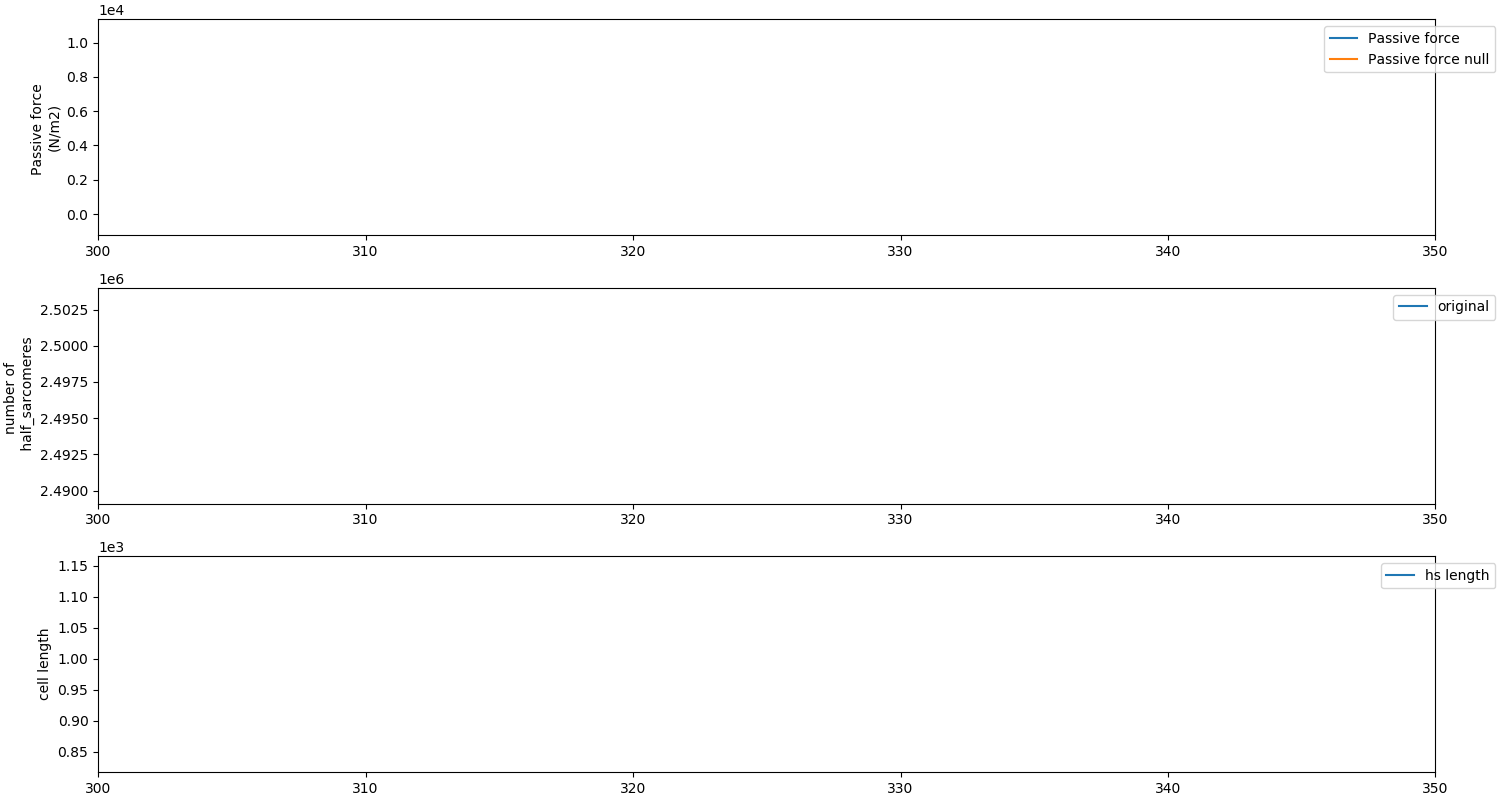 1e4
Passive force
(N/m2)
1.0
0.8
0.6
0.4
0.2
0.0
Passive force
Passive force null
300 310 320 330 340 350
1e6
number of
half_sarcomeres
2.5025
2.5000
2.4975
2.4950
2.4925
2.4900
original
300 310 320 330 340 350
1e3
cell length
1.15
1.10
1.05
1.00
0.95
0.90
0.85
hs length
300 310 320 330 340 350